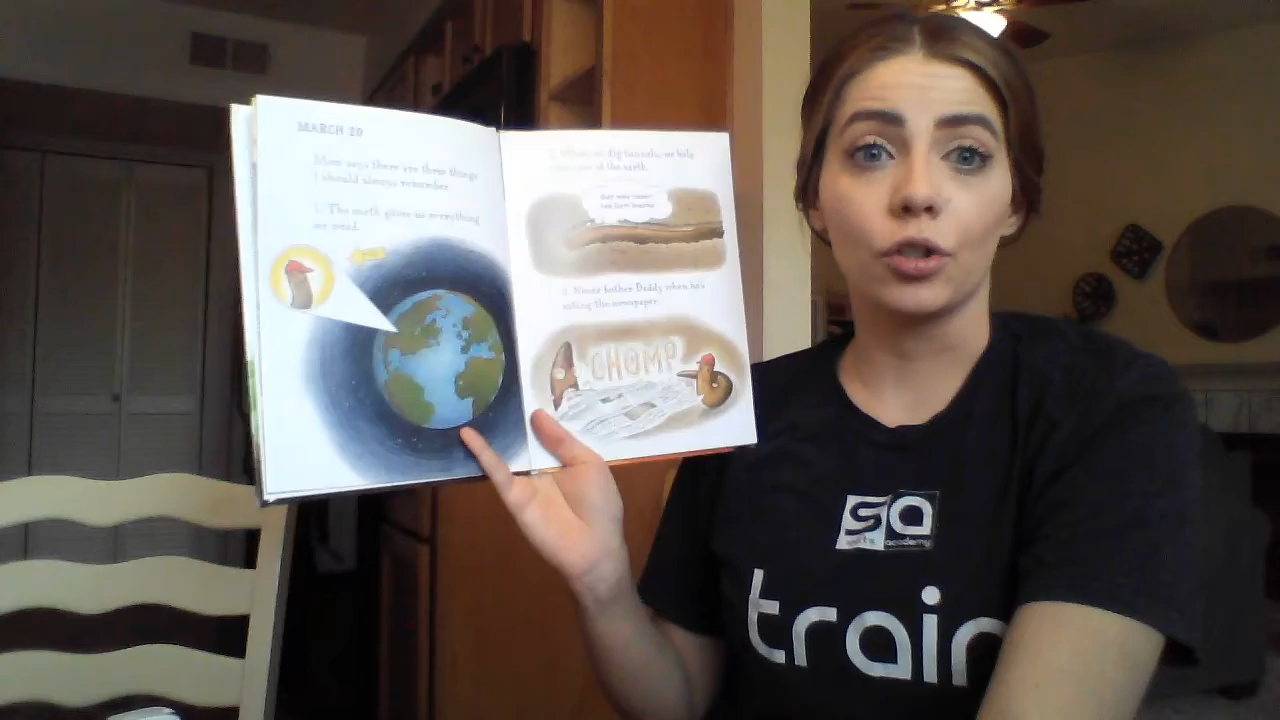 MARCH 20
Mom says there are three things
I should always remember.
1. The earth gives us everything
we need.
2. When we dig tunnels, we help
of the earth.
3. Never bother Daddy when he's
eating the newspaper.
CHOMP
sa
academy
train